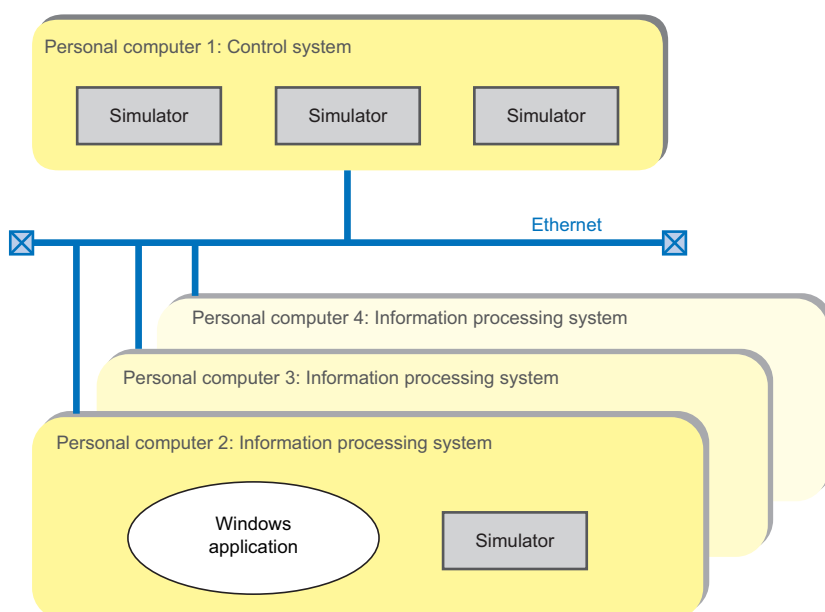 Personal computer 1: Control system
Simulator
Simulator
Simulator
Ethernet
Personal computer 4: Information processing system
Personal computer 3: Information processing system
Personal computer 2: Information processing system
Windows
application
Simulator